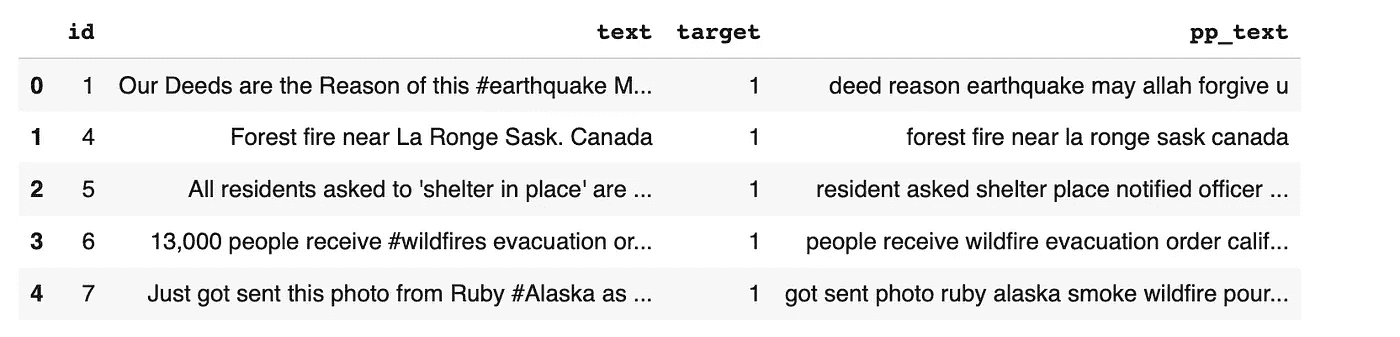 id text target pp_text
0 1 Our Deeds are the Reason of this #earthquake M... 1 deed reason earthquake may allah forgive u
1 4 Forest fire near La Ronge Sask. Canada 1 forest fire near la ronge sask canada
2 5 All residents asked to 'shelter in place' are ... 1 resident asked shelter place notified officer ...
3 6 13,000 people receive #wildfires evacuation or... 1 people receive wildfire evacuation order calif...
4 7 Just got sent this photo from Ruby #Alaska as ... 1 got sent photo ruby alaska smoke wildfire pour...